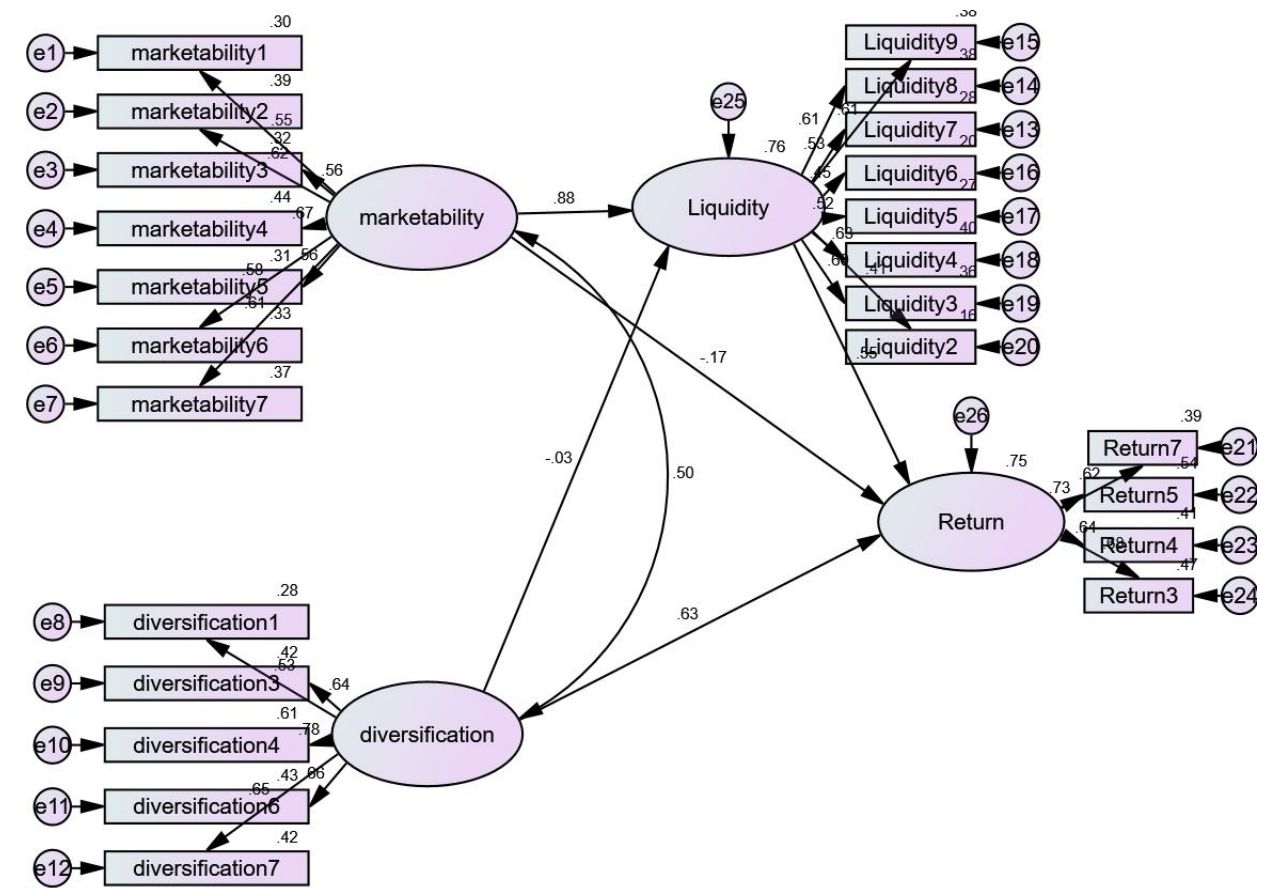 .30
e1 marketability1
.39
e2 marketability2
.55
.32
.62
e3 marketability3
.56
.44
.67
e4 marketability4
.31
.56
.58
e5 marketability5
.61
.33
e6 marketability6
.37
e7 marketability7
marketability
.88
e25
.76
Liquidity
.38
Liquidity9 e15
.38
Liquidity8 e14
.28
.61
.61
Liquidity7 e13
.20
.53
.45
Liquidity6 e16
.27
.52
Liquidity5 e17
.40
.63
Liquidity4 e18
.36
.41
Liquidity3 e19
.16
Liquidity2 e20
.55
-.17
-.03
.50
.63
e26
.75
Return
.39
Return7 e21
.54
.62
.73
Return5 e22
.41
.64
Return4 e23
.47
Return3 e24
.28
e8 diversification1
.42
.53
e9 diversification3
.64
.61
.78
e10 diversification4
.43
.66
.65
e11 diversification6
.42
e12 diversification7
diversification